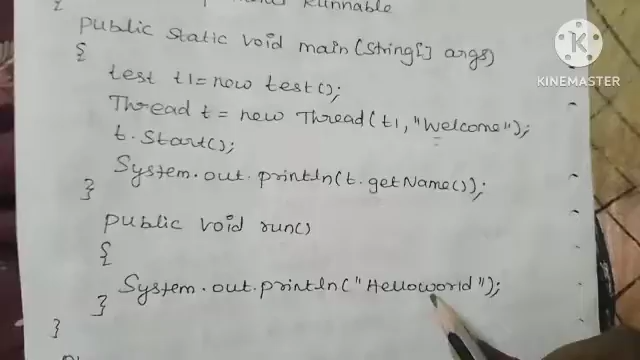 { Runnable
public static void main(String[] args)
{
test t1=new test();
Thread t= new Thread(t1,"Welcome");
t.start();
System.out.println(t.getName());
}
public void run()
{
System.out.println("Helloworld");
}
}
KINEMASTER